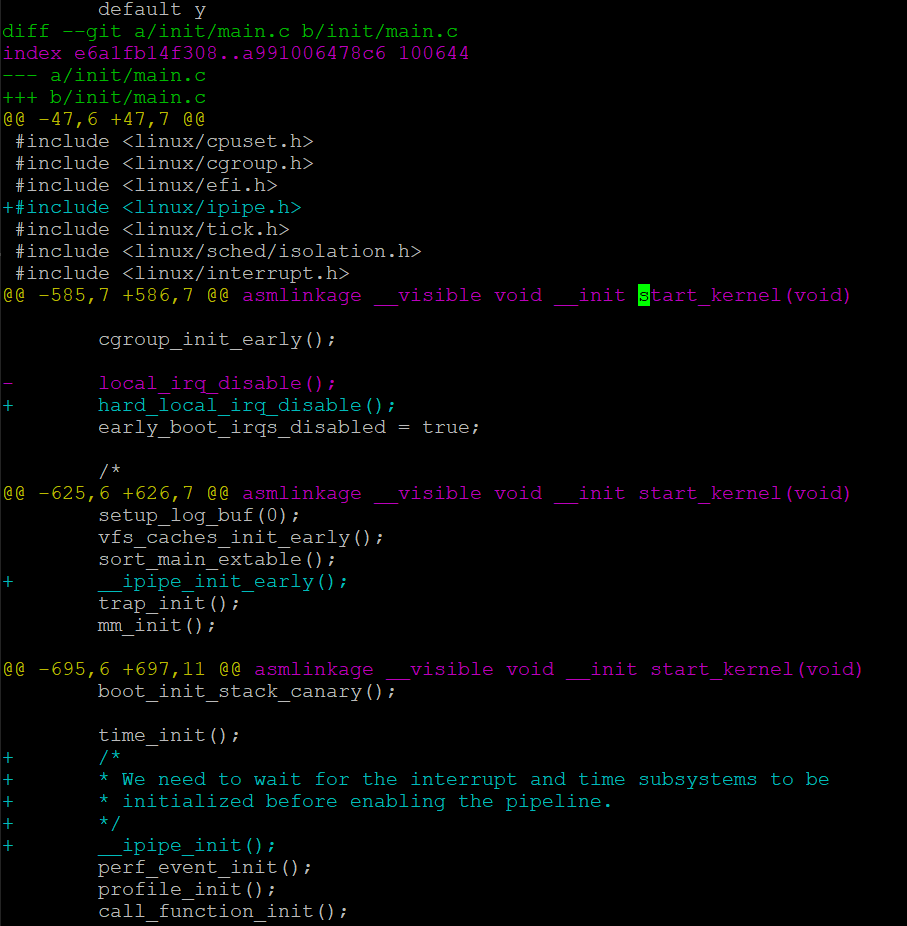 default y
diff --git a/init/main.c b/init/main.c
index e6a1fb14f308..a991006478c6 100644
--- a/init/main.c
+++ b/init/main.c
@@ -47,6 +47,7 @@
 #include <linux/cpuset.h>
 #include <linux/cgroup.h>
 #include <linux/efi.h>
+#include <linux/ipipe.h>
 #include <linux/tick.h>
 #include <linux/sched/isolation.h>
 #include <linux/interrupt.h>
@@ -585,7 +586,7 @@ asmlinkage __visible void __init start_kernel(void)
        cgroup_init_early();
-       local_irq_disable();
+       hard_local_irq_disable();
        early_boot_irqs_disabled = true;
        /*
@@ -625,6 +626,7 @@ asmlinkage __visible void __init start_kernel(void)
        setup_log_buf(0);
        vfs_caches_init_early();
        sort_main_extable();
+       __ipipe_init_early();
        trap_init();
        mm_init();
@@ -695,6 +697,11 @@ asmlinkage __visible void __init start_kernel(void)
        boot_init_stack_canary();
        time_init();
+       /*
+       * We need to wait for the interrupt and time subsystems to be
+       * initialized before enabling the pipeline.
+       */
+       __ipipe_init();
        perf_event_init();
        profile_init();
        call_function_init();